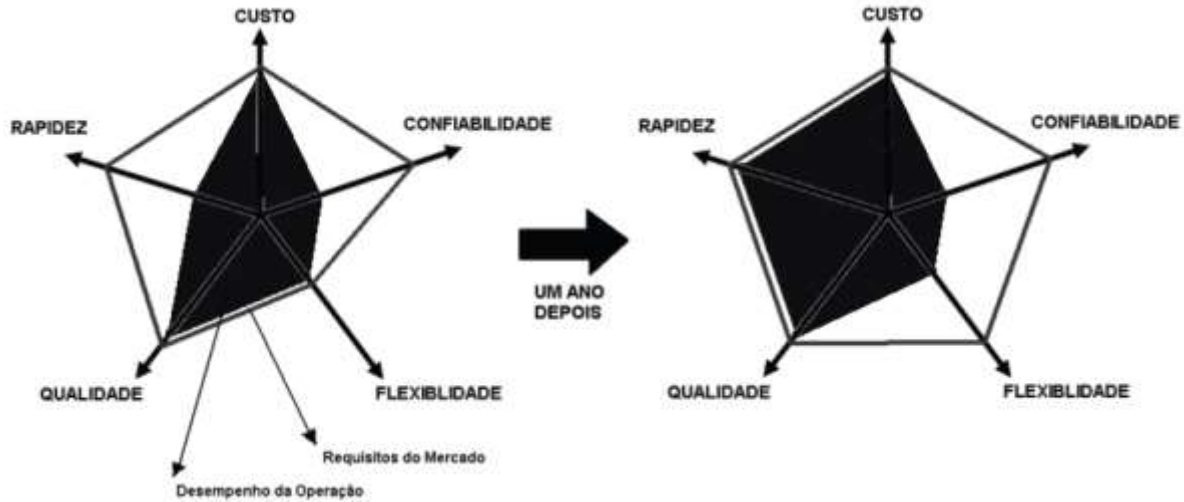 CUSTO
RAPIDEZ
CONFIABILIDADE
QUALIDADE
FLEXIBLIDADE
Requisitos do Mercado
Desempenho da Operação
UM ANO
DEPOIS
CUSTO
RAPIDEZ
CONFIABILIDADE
QUALIDADE
FLEXIBLIDADE